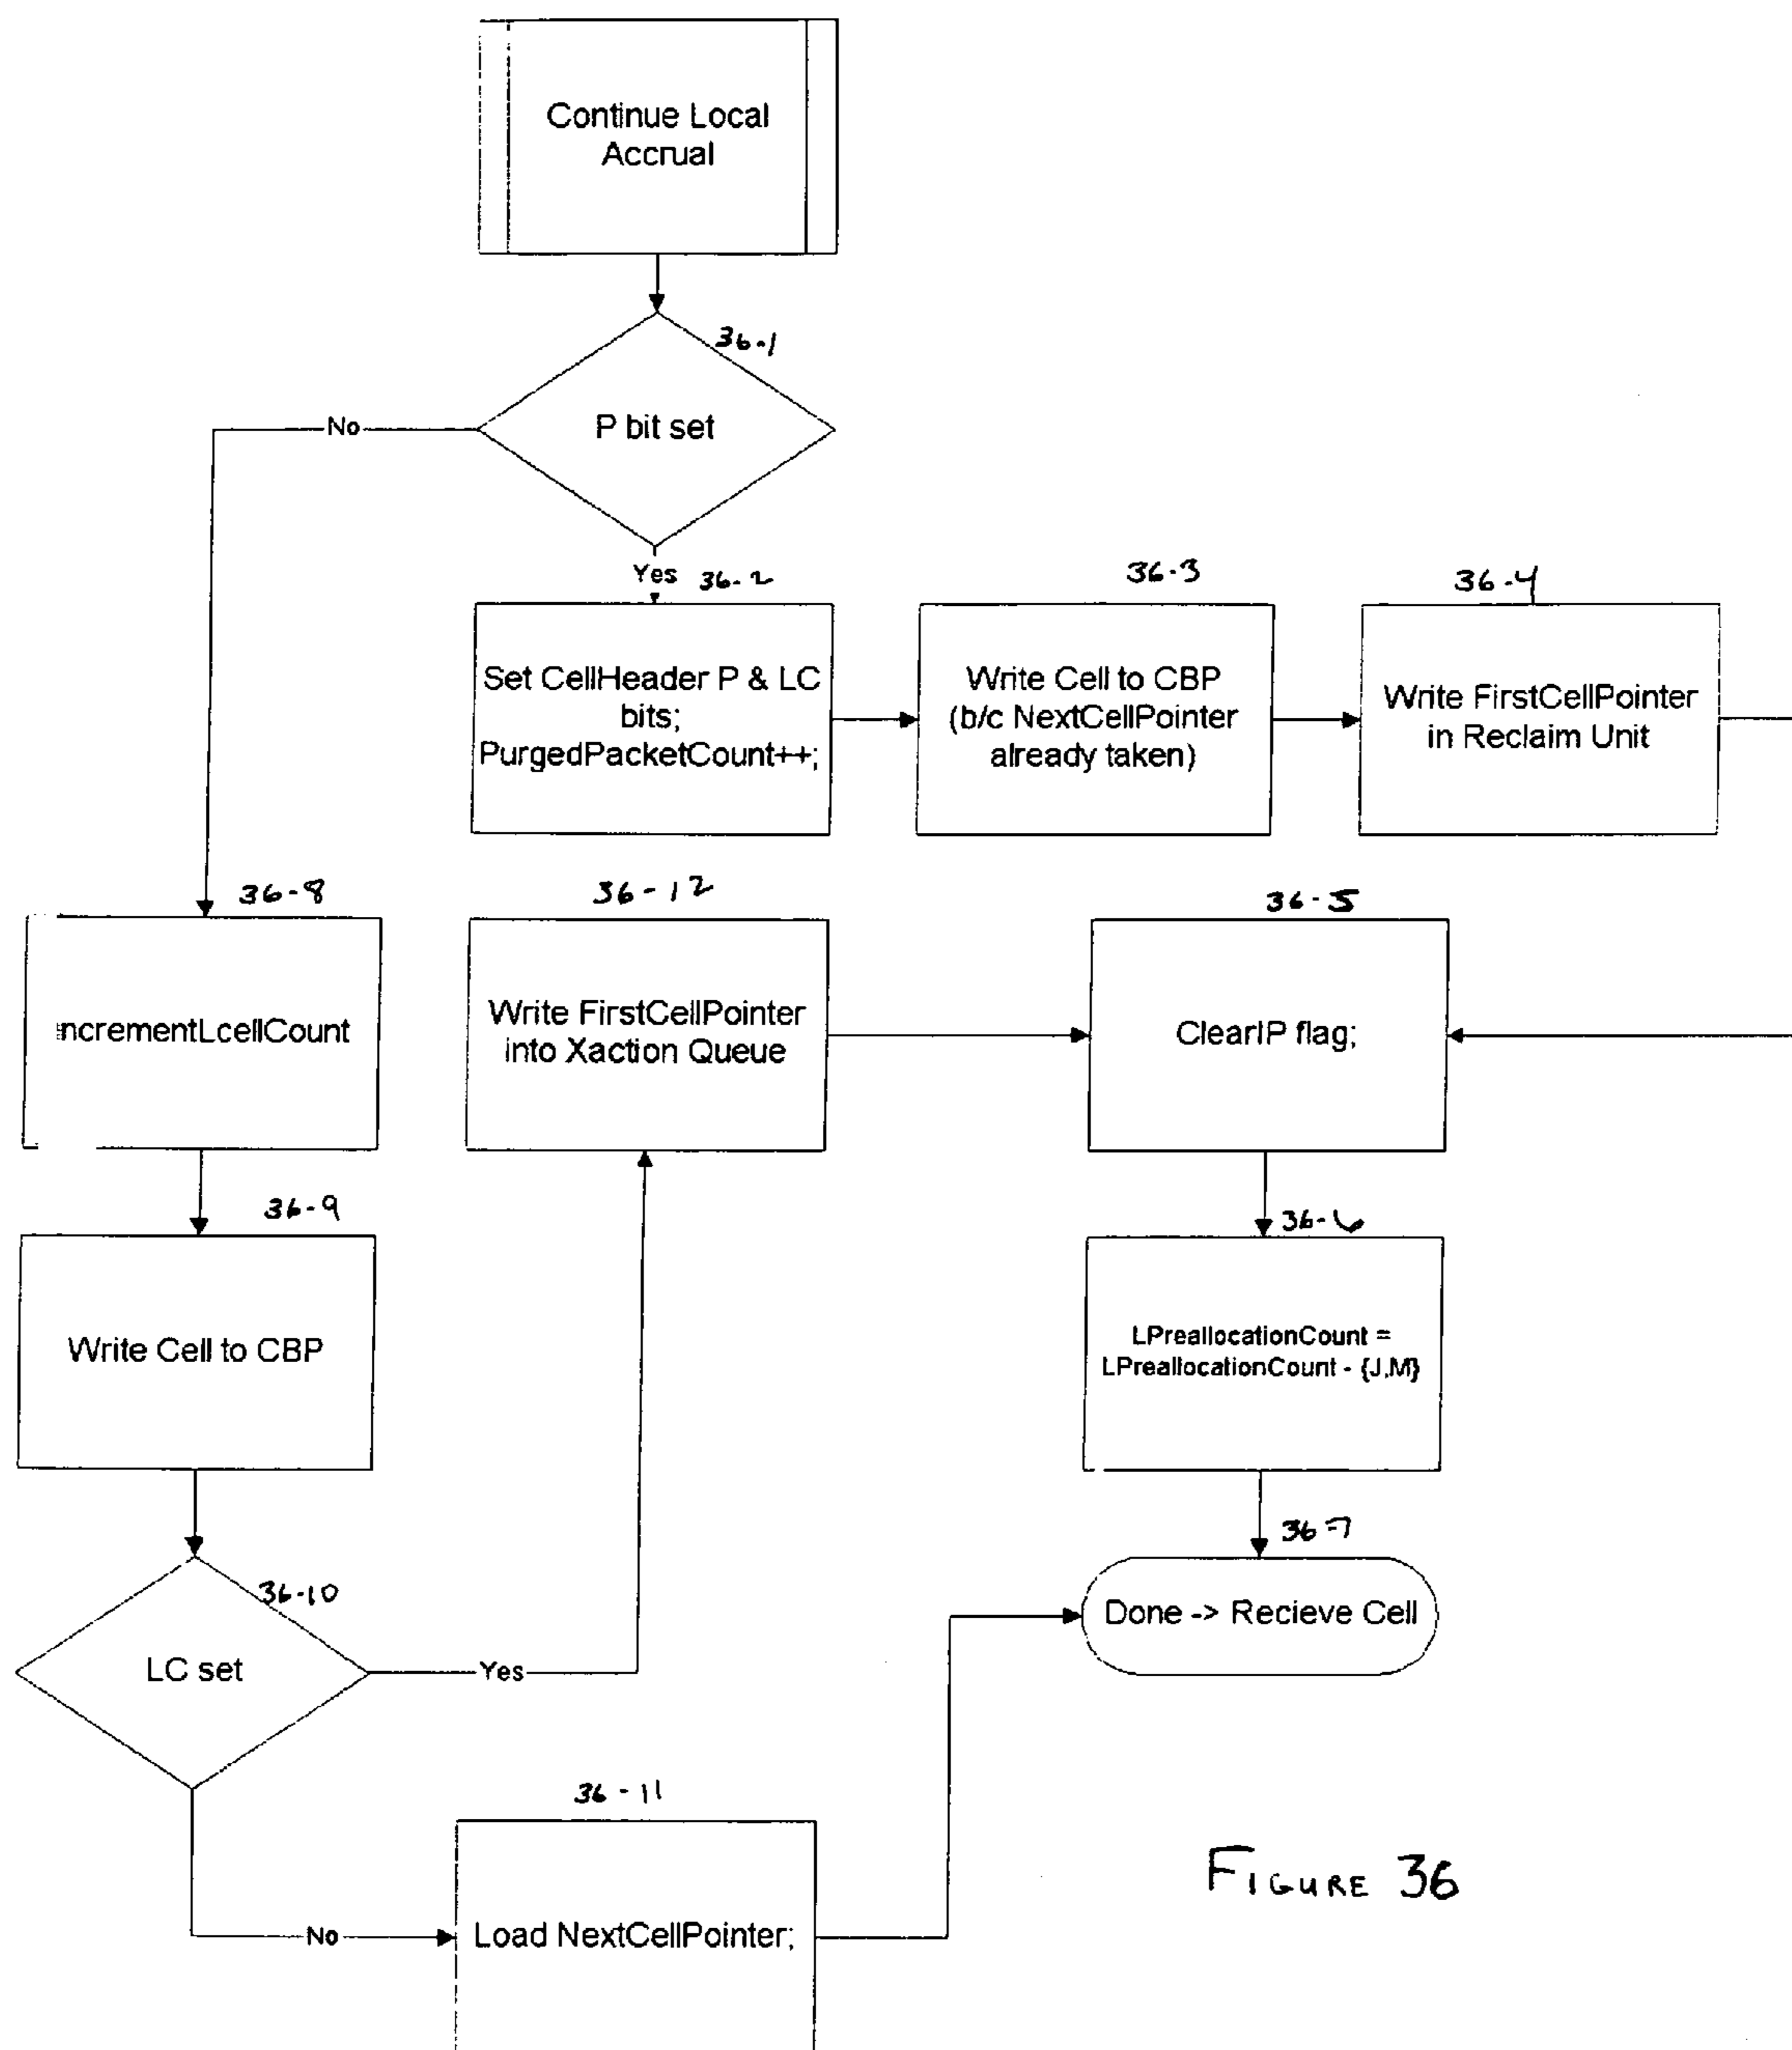 Continue Local
Accrual
36-1
P bit set
No
Yes
36-2
36-3
36-4
Set CellHeader P & LC
bits;
PurgedPacketCount++;
Write Cell to CBP
(b/c NextCellPointer
already taken)
Write FirstCellPointer
in Reclaim Unit
36-8
36-12
36-5
IncrementLcellCount
Write FirstCellPointer
into Xaction Queue
ClearIP flag;
36-9
36-6
Write Cell to CBP
LPreallocationCount =
LPreallocationCount - {J,M}
36-7
36-10
Done -> Recieve Cell
LC set
Yes
36-11
No
Load NextCellPointer;
FIGURE 36